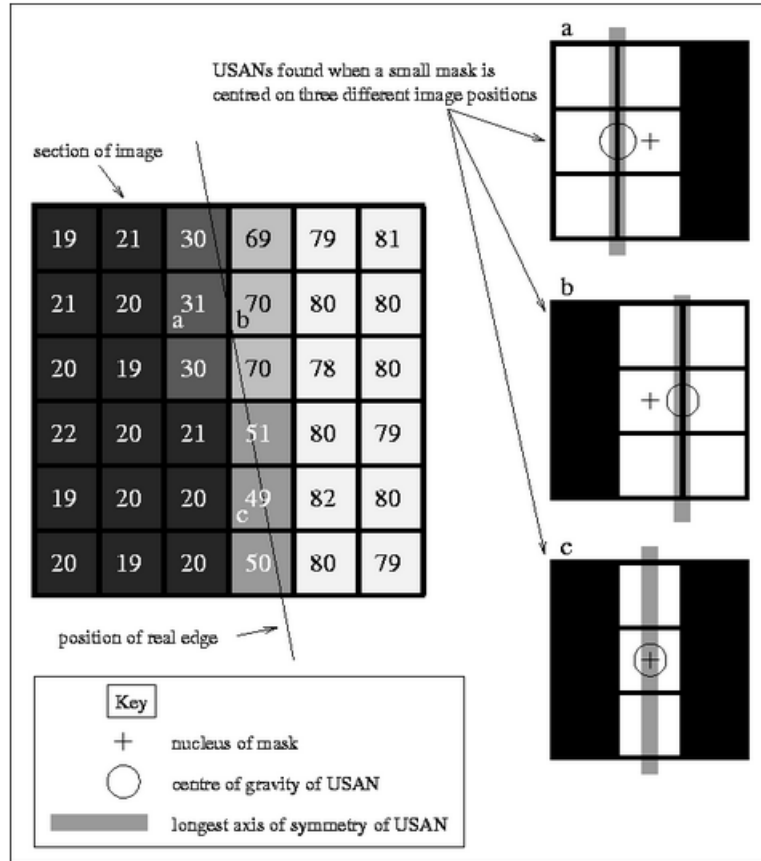 a
USANs found when a small mask is
centred on three different image positions
section of image
19 21 30 69 79 81
21 20 31 70 80 80
a b
20 19 30 70 78 80
22 20 21 51 80 79
19 20 20 49 82 80
c
20 19 20 50 80 79
position of real edge
b
c
Key
nucleus of mask
centre of gravity of USAN
longest axis of symmetry of USAN